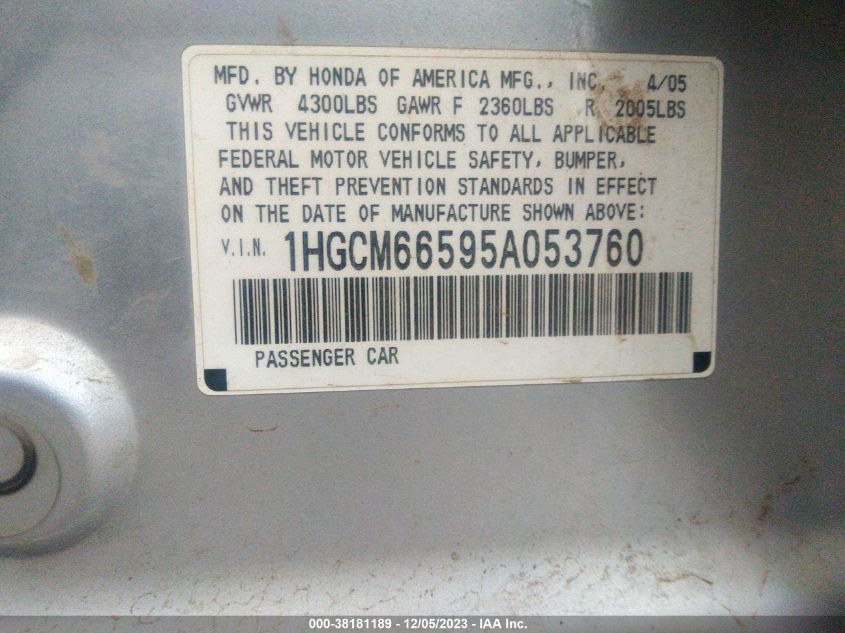 MFD. BY HONDA OF AMERICA MFG., INC. 4/05
GVWR 4300LBS GAWR F 2360LBS R 2005LBS
THIS VEHICLE CONFORMS TO ALL APPLICABLE
FEDERAL MOTOR VEHICLE SAFETY, BUMPER,
AND THEFT PREVENTION STANDARDS IN EFFECT
ON THE DATE OF MANUFACTURE SHOWN ABOVE:
V.I.N. 1HGCM66595A053760
PASSENGER CAR
000-38181189 - 12/05/2023 - IAA Inc.